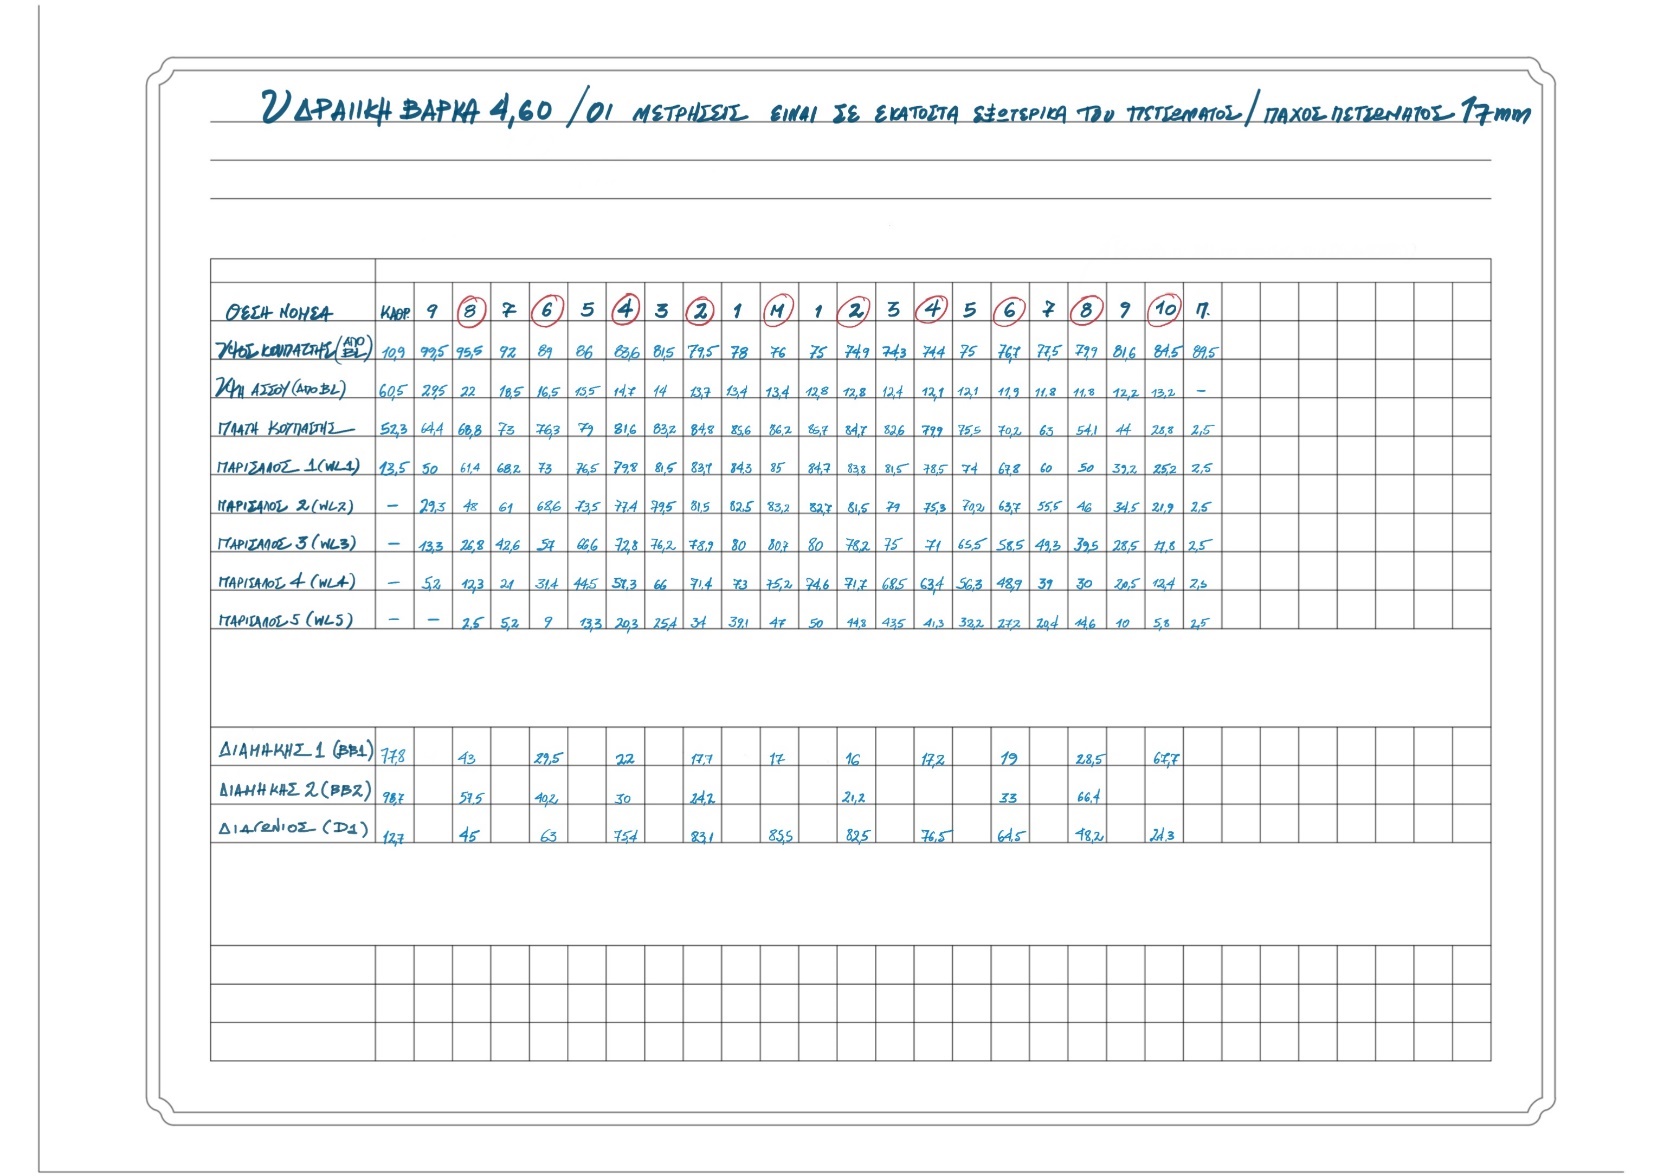 ΥΔΡΑΙΙΚΗ ΒΑΡΚΑ 4,60 / ΟΙ ΜΕΤΡΗΣΕΙΣ ΕΙΝΑΙ ΣΕ ΕΚΑΤΟΣΤΑ ΕΞΩΤΕΡΙΚΑ ΤΟΥ ΠΕΤΣΩΜΑΤΟΣ / ΠΑΧΟΣ ΠΕΤΣΩΜΑΤΟΣ 17mm
ΘΕΣΗ ΝΟΜΕΑ ΚΑΘΡ. 9 8 7 6 5 4 3 2 1 Μ 1 2 3 4 5 6 7 8 9 10 Π.
ΥΨΟΣ ΚΟΥΠΑΣΤΗΣ (ΑΠΟ BL) 10,9 99,5 95,5 92 89 86 83,6 81,5 79,5 78 76 75 74,9 74,3 74,4 75 76,7 77,5 79,9 81,6 84,5 89,5
ΥΨΗ ΑΣΣΟΥ (ΑΠΟ BL) 60,5 29,5 22 18,5 16,5 15,5 14,7 14 13,7 13,4 13,4 12,8 12,8 12,4 12,1 12,1 11,9 11,8 11,8 12,2 13,2 –
ΠΛΑΤΗ ΚΟΥΠΑΣΤΗΣ 52,3 64,4 68,8 73 76,3 79 81,6 83,2 84,8 85,6 86,2 85,7 84,7 82,6 79,9 75,5 70,2 63 54,1 44 28,8 2,5
ΠΑΡΙΣΑΛΟΣ 1 (WL1) 13,5 50 61,4 68,2 73 76,5 79,8 81,5 83,7 84,3 85 84,7 83,8 81,5 78,5 74 67,8 60 50 39,2 25,2 2,5
ΠΑΡΙΣΑΛΟΣ 2 (WL2) – 29,3 48 61 68,6 73,5 77,4 79,5 81,5 82,5 83,2 82,7 81,5 79 75,3 70,2 63,7 55,5 46 34,5 21,9 2,5
ΠΑΡΙΣΑΛΟΣ 3 (WL3) – 13,3 26,8 42,6 57 66,6 72,8 76,2 78,9 80 80,7 80 78,2 75 71 65,5 58,5 49,3 39,5 28,5 17,8 2,5
ΠΑΡΙΣΑΛΟΣ 4 (WL4) – 5,2 12,3 21 31,4 44,5 57,3 66 71,4 73 75,2 74,6 71,7 68,5 63,4 56,3 48,9 39 30 20,5 12,4 2,5
ΠΑΡΙΣΑΛΟΣ 5 (WL5) – – 2,5 5,2 9 13,3 20,3 25,4 34 39,1 47 50 44,8 43,5 41,3 32,2 27,2 20,4 14,6 10 5,8 2,5
ΔΙΑΜΗΚΗΣ 1 (BB1) 77,8 43 29,5 22 17,7 17 16 17,2 19 28,5 67,7
ΔΙΑΜΗΚΑΣ 2 (BB2) 98,7 57,5 40,2 30 24,2 21,2 33 66,4
ΔΙΑΓΩΝΙΟΣ (D1) 12,7 45 63 75,4 83,1 85,5 82,5 76,5 64,5 48,2 24,3